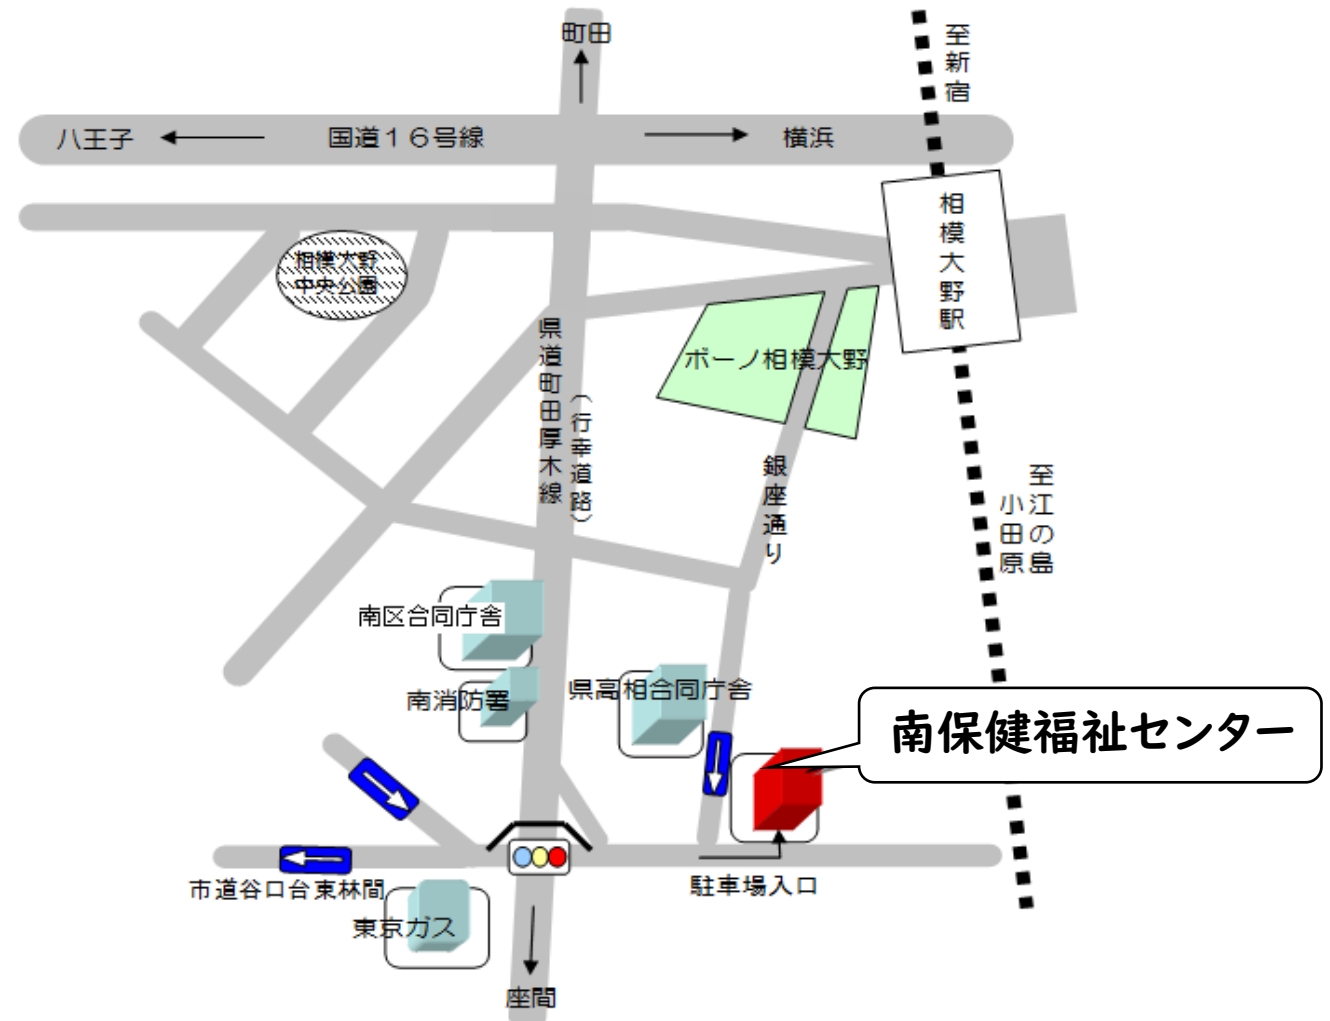 町田
至新宿
八王子
国道16号線
横浜
相模大野駅
相模大野
中央公園
県道町田厚木線
(行幸道路)
ボーノ相模大野
銀座通り
至江の島
小田原
南区合同庁舎
南消防署
県高相合同庁舎
南保健福祉センター
市道谷口台東林間
駐車場入口
東京ガス
座間